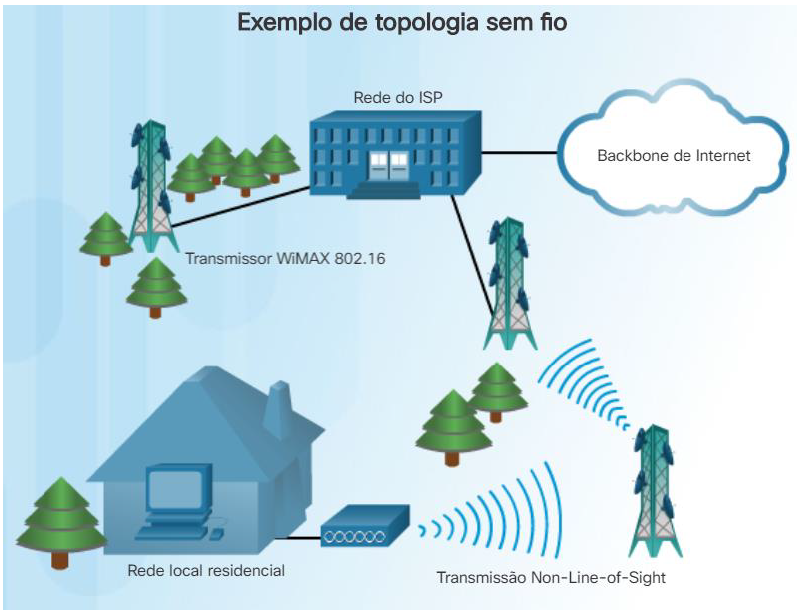 Exemplo de topologia sem fio
Rede do ISP
Backbone de Internet
Transmissor WiMAX 802.16
Rede local residencial
Transmissão Non-Line-of-Sight